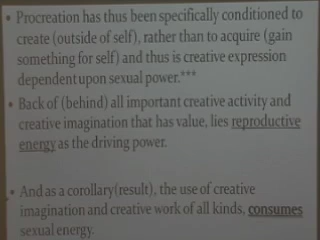 • Procreation has thus been specifically conditioned to
create (outside of self), rather than to acquire (gain
something for self) and thus is creative expression
dependent upon sexual power.***
• Back of (behind) all important creative activity and
creative imagination that has value, lies reproductive
energy as the driving power.
• And as a corollary(result), the use of creative
imagination and creative work of all kinds, consumes
sexual energy.